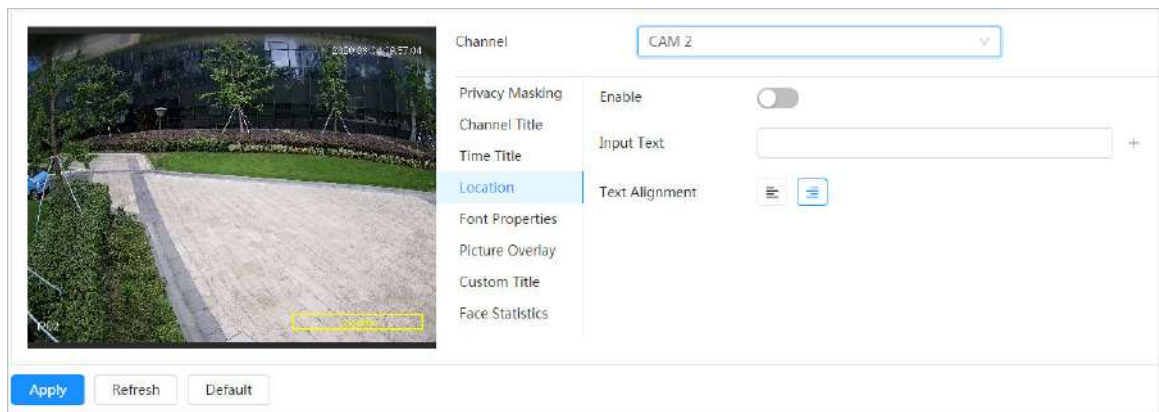 Channel
CAM 2
Privacy Masking
Channel Title
Time Title
Location
Font Properties
Picture Overlay
Custom Title
Face Statistics
Enable
Input Text
Text Alignment
Apply
Refresh
Default